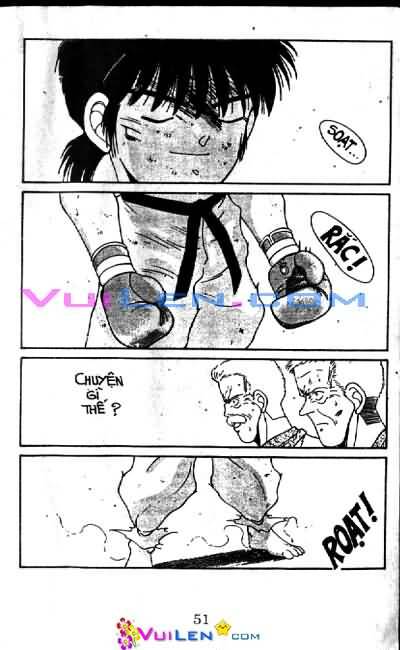 SOẠT...
RẮC!
VUILEN.COM
CHUYỆN
GÌ
THẾ?
ROẠT!
51
VUILEN.COM